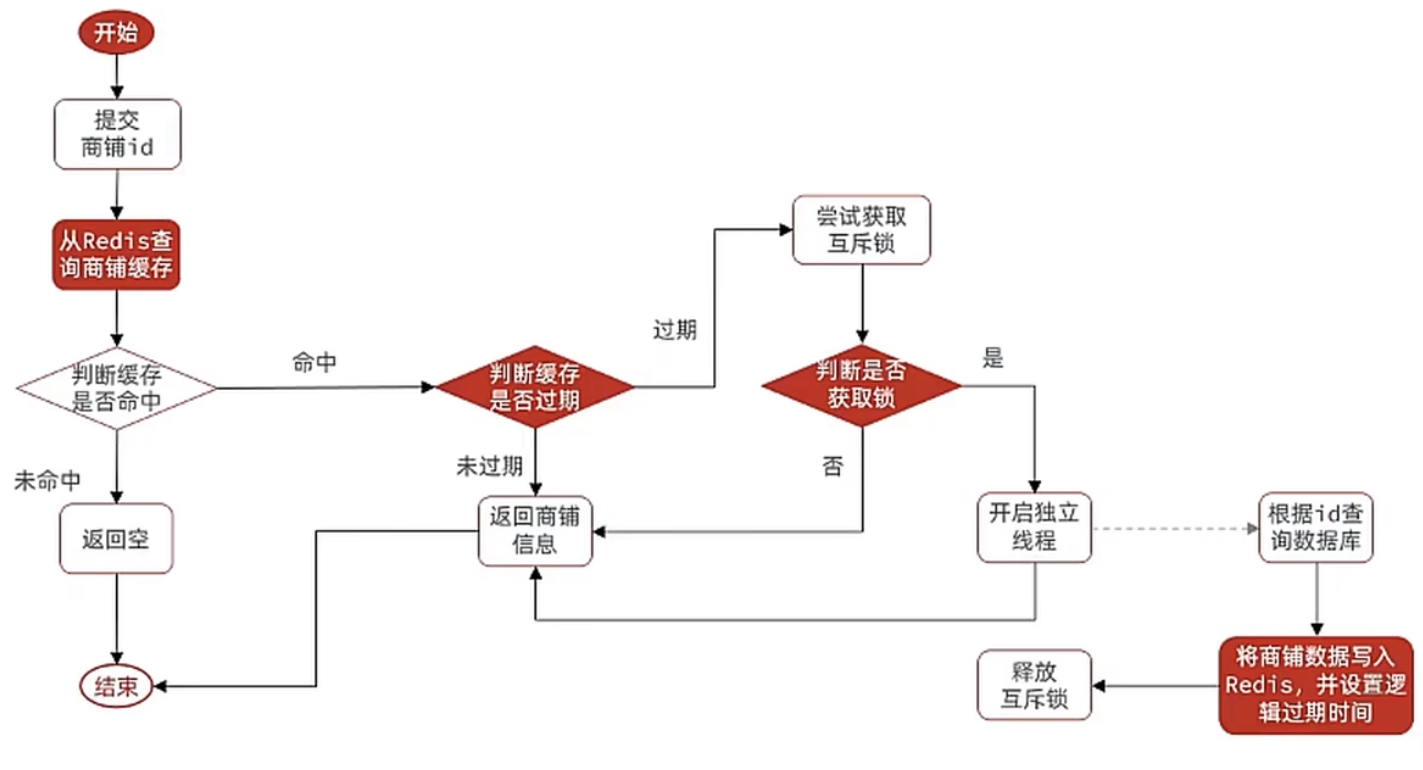 开始
提交
商铺id
从Redis查
询商铺缓存
判断缓存
是否命中
命中
未命中
返回空
结束
判断缓存
是否过期
过期
未过期
返回商铺
信息
尝试获取
互斥锁
判断是否
获取锁
是
否
开启独立
线程
根据id查
询数据库
将商铺数据写入
Redis，并设置逻
辑过期时间
释放
互斥锁